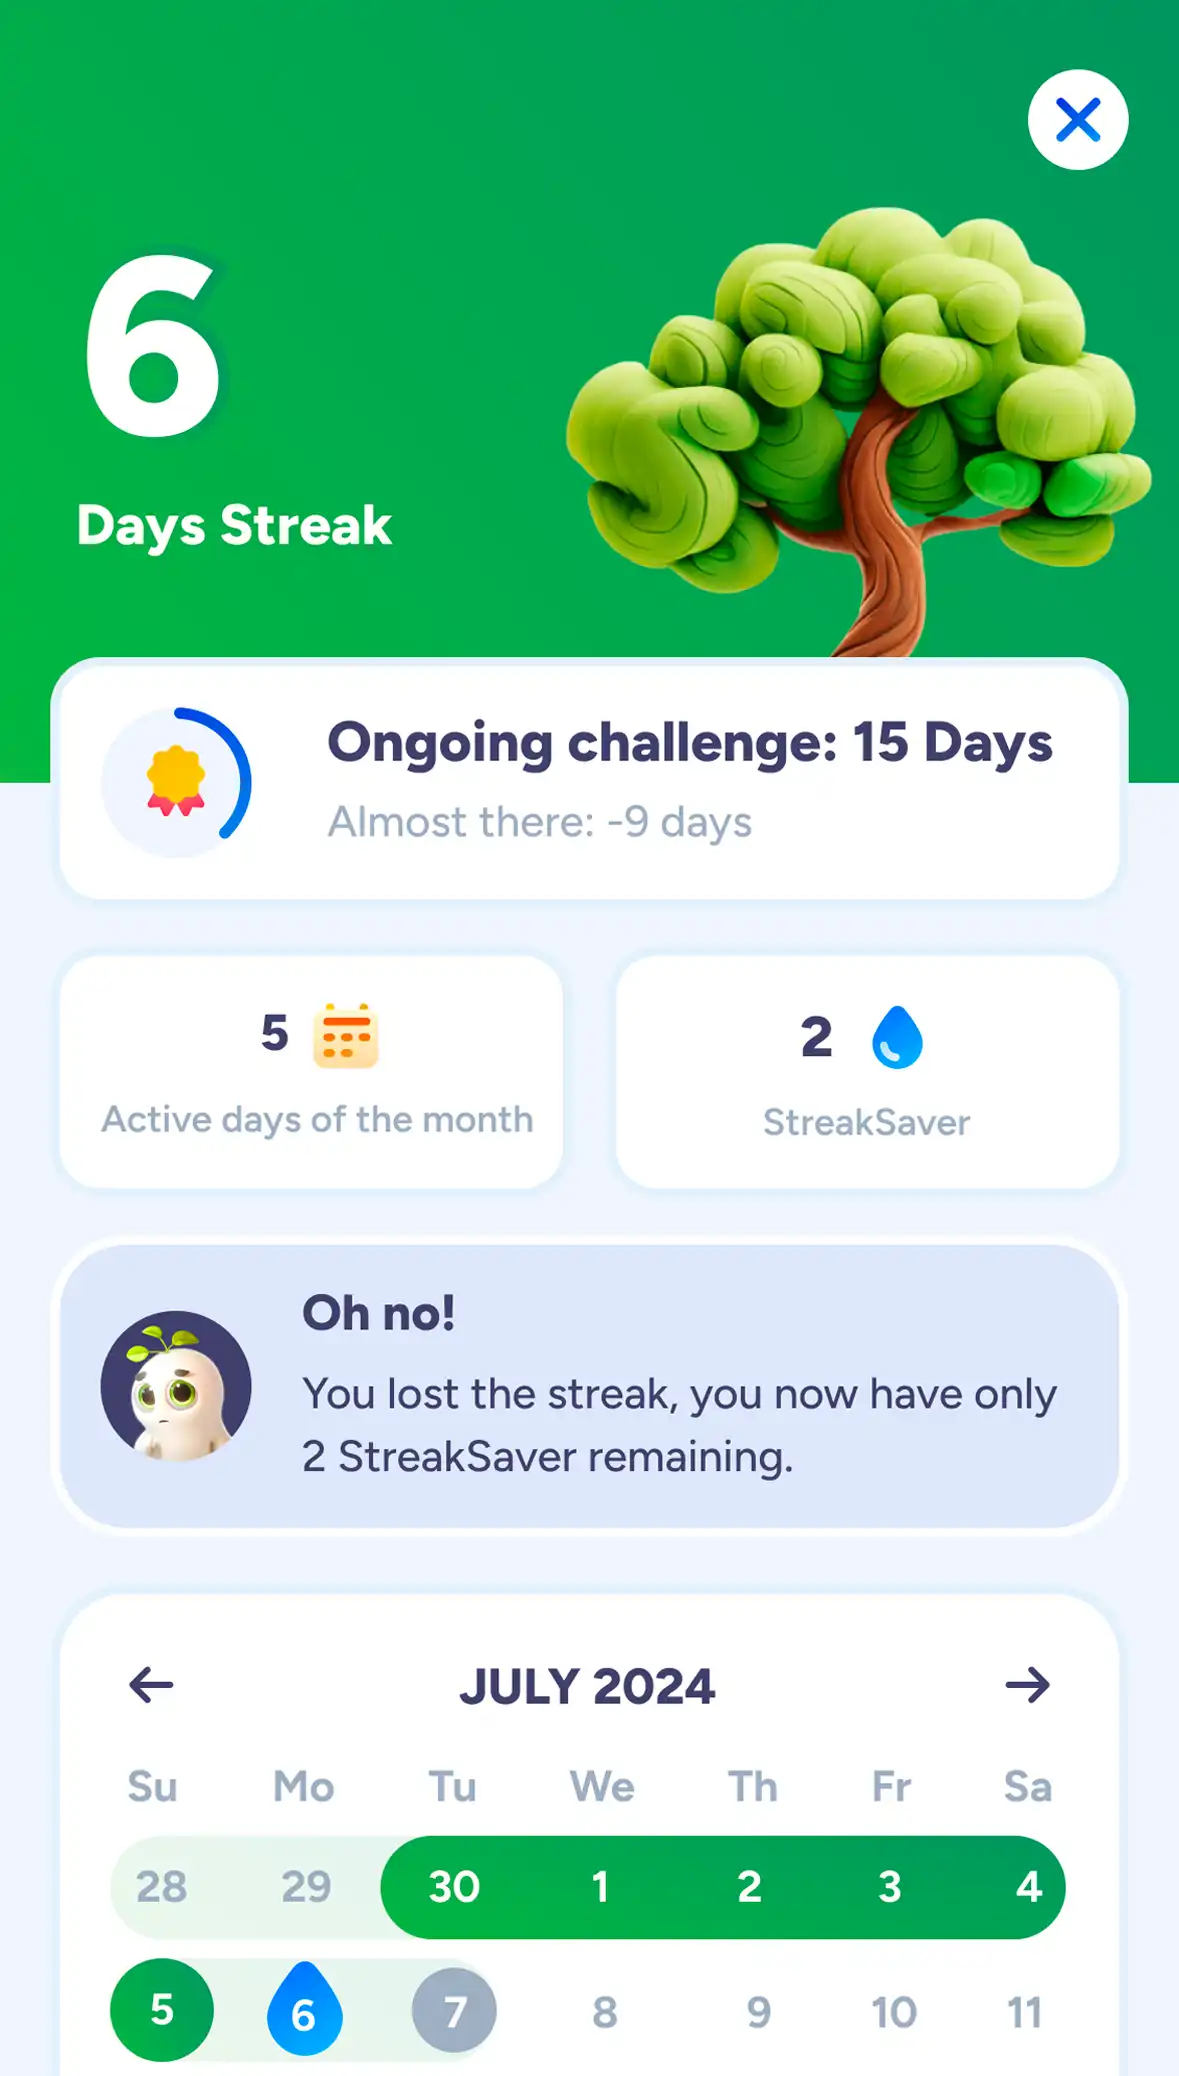 6
Days Streak
Ongoing challenge: 15 Days
Almost there: -9 days
5
Active days of the month
2
StreakSaver
Oh no!
You lost the streak, you now have only
2 StreakSaver remaining.
JULY 2024
Su Mo Tu We Th Fr Sa
28 29 30 1 2 3 4
5 6 7 8 9 10 11